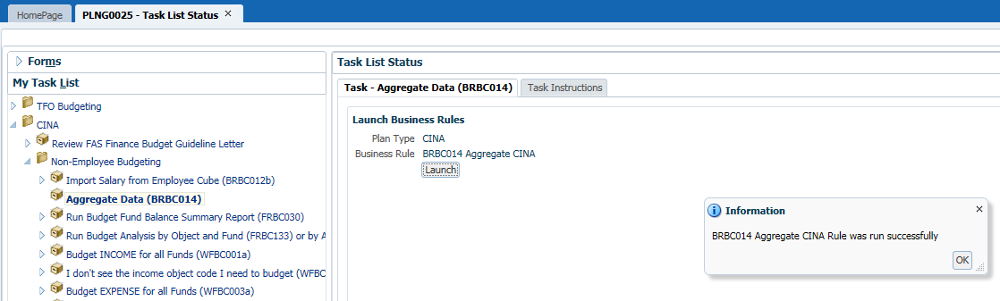 HomePage
PLNG0025 - Task List Status ×
Forms
My Task List
TFO Budgeting
CINA
Review FAS Finance Budget Guideline Letter
Non-Employee Budgeting
Import Salary from Employee Cube (BRBC012b)
Aggregate Data (BRBC014)
Run Budget Fund Balance Summary Report (FRBC030)
Run Budget Analysis by Object and Fund (FRBC133) or by A
Budget INCOME for all Funds (WFBC001a)
I don't see the income object code I need to budget (WFBC
Budget EXPENSE for all Funds (WFBC003a)
Task List Status
Task - Aggregate Data (BRBC014)
Task Instructions
Launch Business Rules
Plan Type CINA
Business Rule BRBC014 Aggregate CINA
Launch
Information ×
BRBC014 Aggregate CINA Rule was run successfully
OK